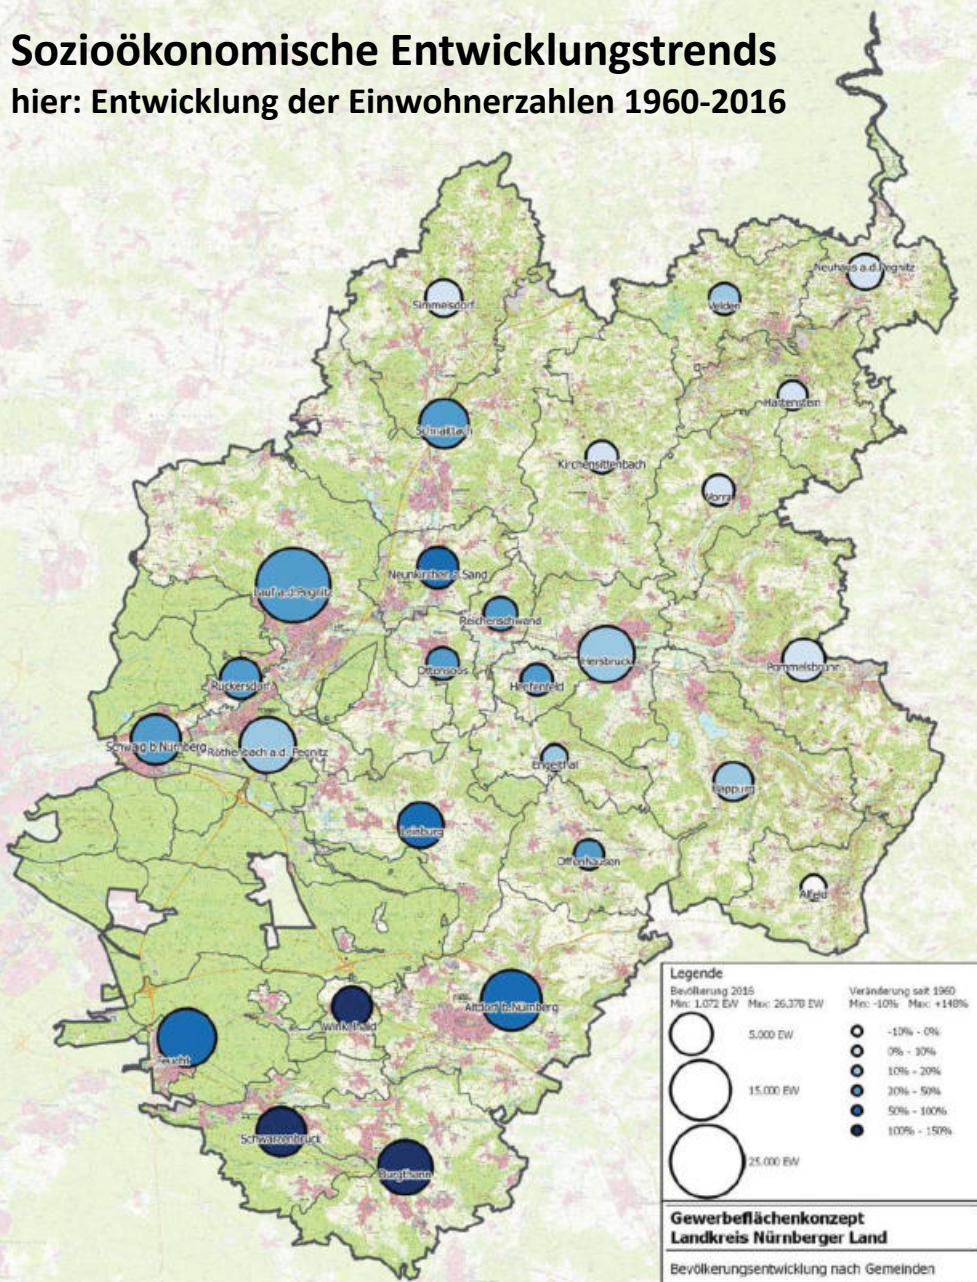 Sozioökonomische Entwicklungstrends
hier: Entwicklung der Einwohnerzahlen 1960-2016
Neuhaus a.d.Pegnitz
Simmelsdorf
Velden
Hartenstein
Schnaittach
Kirchensittenbach
Vorra
Neunkirchen a.Sand
Lauf a.d.Pegnitz
Reichenschwand
Hersbruck
Pommelsbrunn
Ottensoos
Henfenfeld
Rückersdorf
Schwaig b.Nürnberg
Röthenbach a.d. Pegnitz
Engelthal
Happurg
Leinburg
Offenhausen
Alfeld
Altdorf b.Nürnberg
Winkelhaid
Feucht
Schwarzenbruck
Burgthann
Legende
Bevölkerung 2016
Min: 1.072 EW Max: 26.378 EW
5.000 EW
15.000 EW
25.000 EW
Veränderung seit 1960
Min: -10% Max: +148%
-10% - 0%
0% - 10%
10% - 20%
20% - 50%
50% - 100%
100% - 150%
Gewerbeflächenkonzept
Landkreis Nürnberger Land
Bevölkerungsentwicklung nach Gemeinden